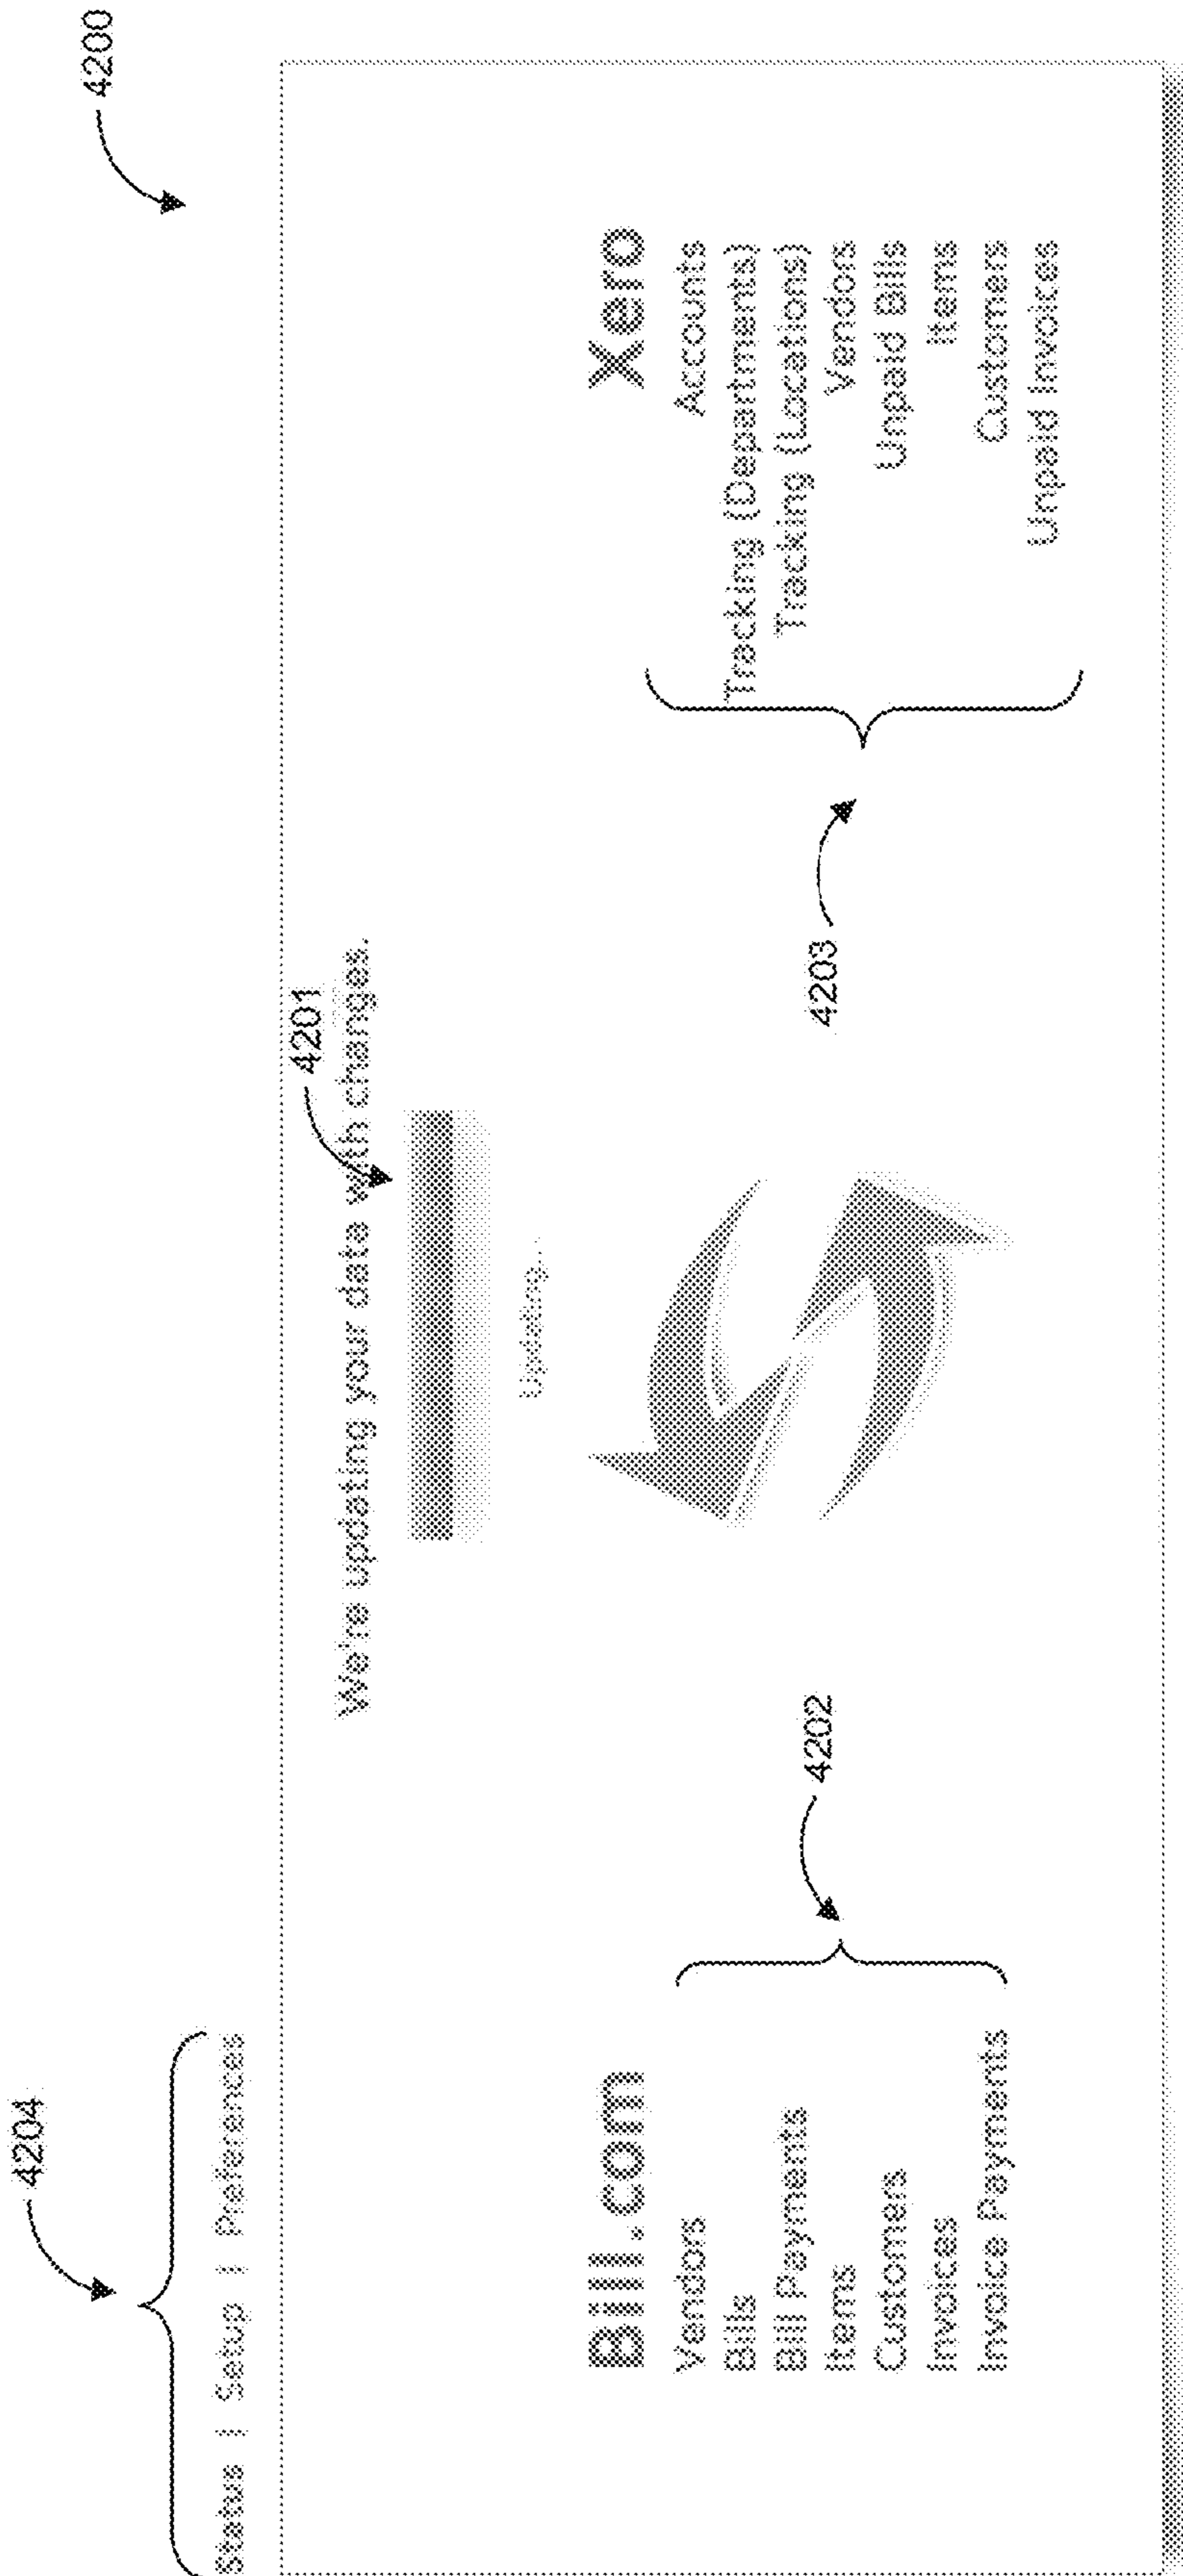 4200
4204
Status | Setup | Preferences
4201
We're updating your data with changes.
Updating...
Bill.com
Vendors
Bills
Bill Payments
Items
Customers
Invoices
Invoice Payments
4202
4203
Xero
Accounts
Tracking (Departments)
Tracking (Locations)
Vendors
Unpaid Bills
Items
Customers
Unpaid Invoices